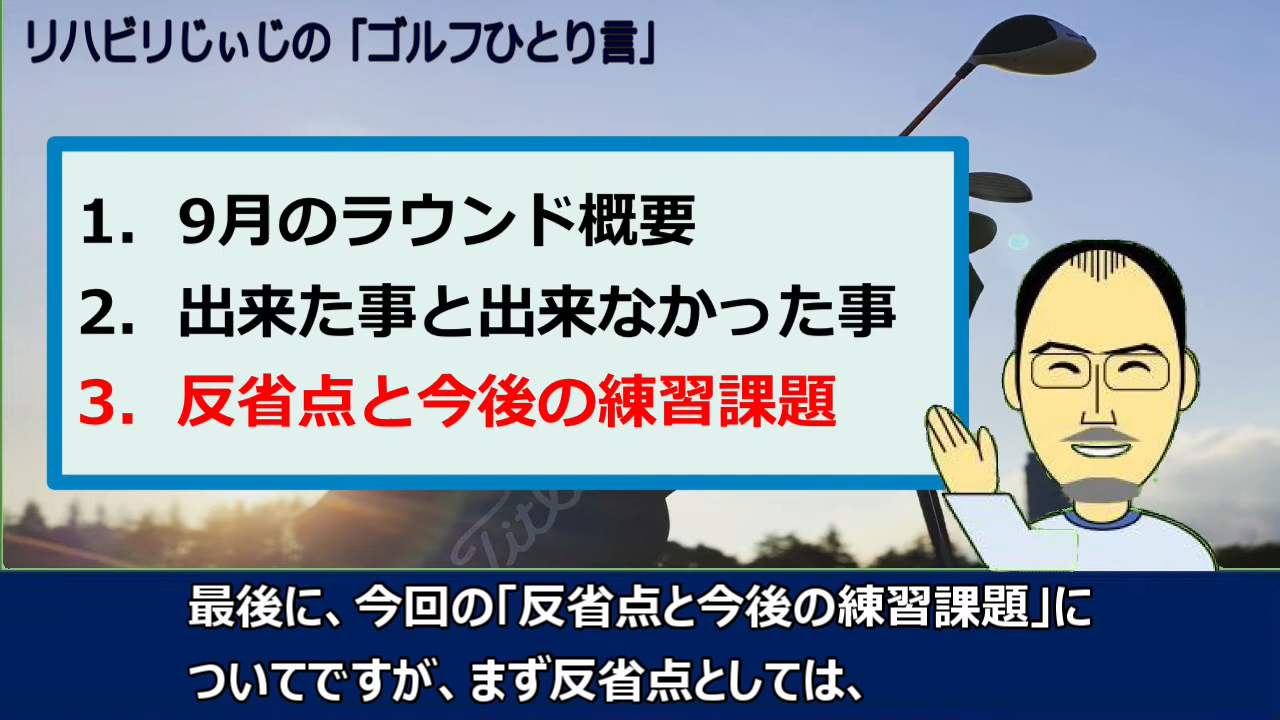 リハビリじぃじの「ゴルフひとり言」
1. 9月のラウンド概要
2. 出来た事と出来なかった事
3. 反省点と今後の練習課題
Titl
最後に、今回の「反省点と今後の練習課題」に
ついてですが、まず反省点としては、